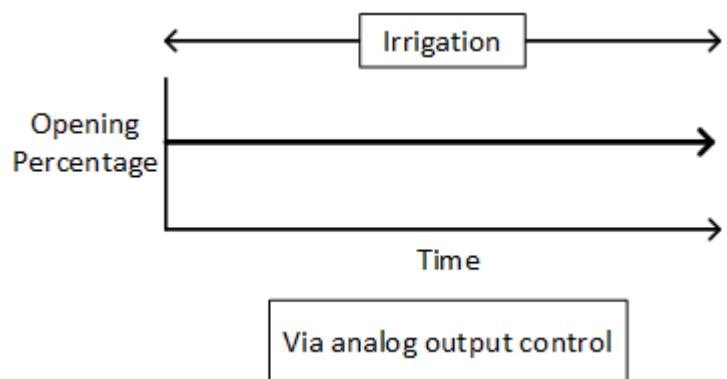 Irrigation
Opening
Percentage
Time
Via analog output control